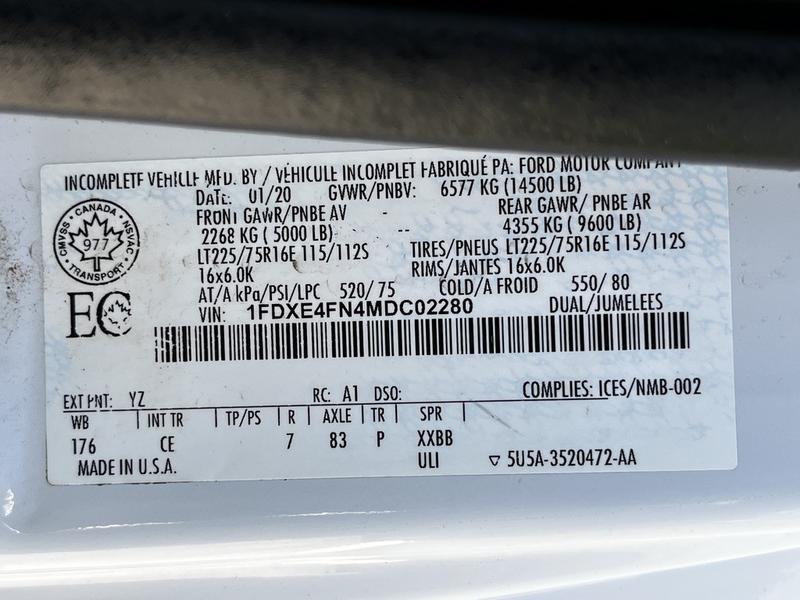 INCOMPLETE VEHICLE MFD. BY / VÉHICULE INCOMPLET FABRIQUÉ PA: FORD MOTOR COMPANY
DATE: 01/20 GVWR/PNBV: 6577 KG (14500 LB)
FRONT GAWR/PNBE AV REAR GAWR/ PNBE AR
2268 KG ( 5000 LB) -- 4355 KG ( 9600 LB)
LT225/75R16E 115/112S TIRES/PNEUS LT225/75R16E 115/112S
16x6.0K RIMS/JANTES 16x6.0K
AT/A kPa/PSI/LPC 520/ 75 COLD/A FROID 550/ 80
VIN: 1FDXE4FN4MDC02280 DUAL/JUMELEES
CMVSS · CANADA · NSVAC · TRANSPORT ·
977
EC
EXT PNT: YZ RC: A1 DSO: COMPLIES: ICES/NMB-002
WB INT TR TP/PS R AXLE TR SPR
176 CE 7 83 P XXBB
MADE IN U.S.A. ULI ▽ 5U5A-3520472-AA